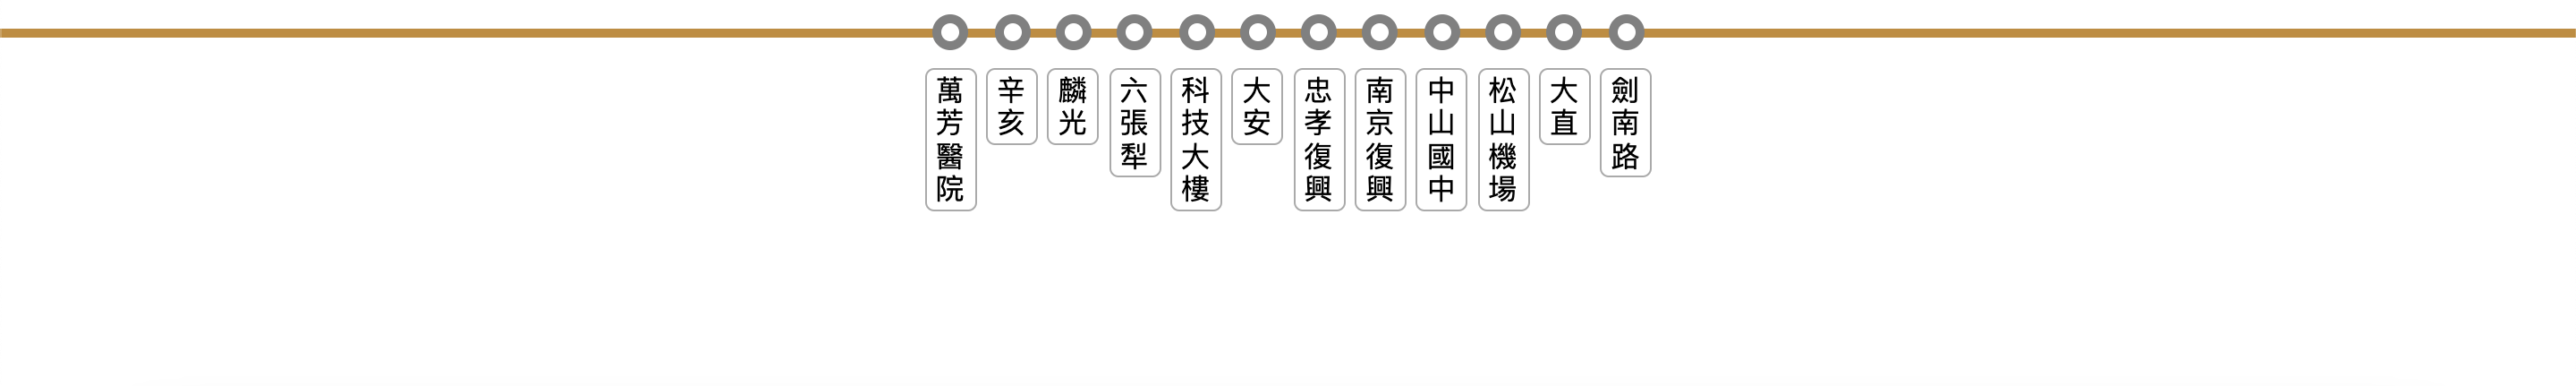 萬芳醫院
辛亥
麟光
六張犁
科技大樓
大安
忠孝復興
南京復興
中山國中
松山機場
大直
劍南路